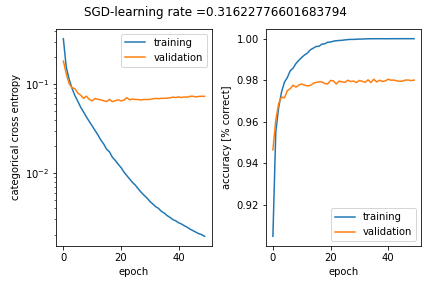 SGD-learning rate =0.31622776601683794
categorical cross entropy
10⁻¹
10⁻²
training
validation
0
20
40
epoch
accuracy [% correct]
1.00
0.98
0.96
0.94
0.92
training
validation
0
20
40
epoch